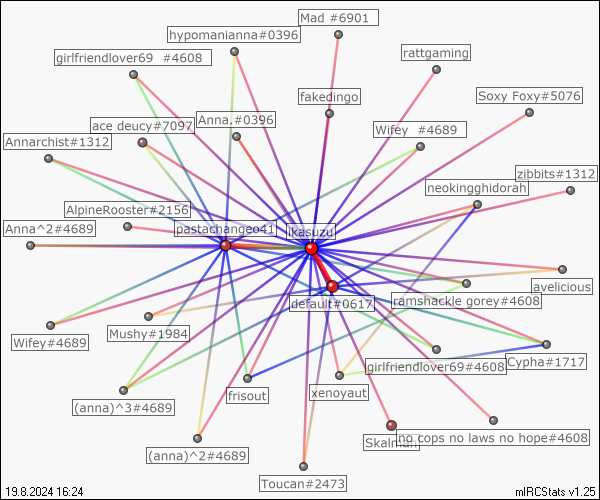 Mad #6901
hypomanianna#0396
girlfriendlover69 #4608
rattgaming
fakedingo
Soxy Foxy#5076
Anna.#0396
ace deucy#7097
Wifey #4689
Annarchist#1312
zibbits#1312
neokingghidorah
AlpineRooster#2156
pastachangeo41
ikasuzu
Anna^2#4689
ayelicious
default#0617
ramshackle gorey#4608
Mushy#1984
Wifey#4689
girlfriendlover69#4608
Cypha#1717
frisout
xenoyaut
(anna)^3#4689
Skalman
no cops no laws no hope#4608
(anna)^2#4689
Toucan#2473
19.8.2024 16:24
mIRCStats v1.25